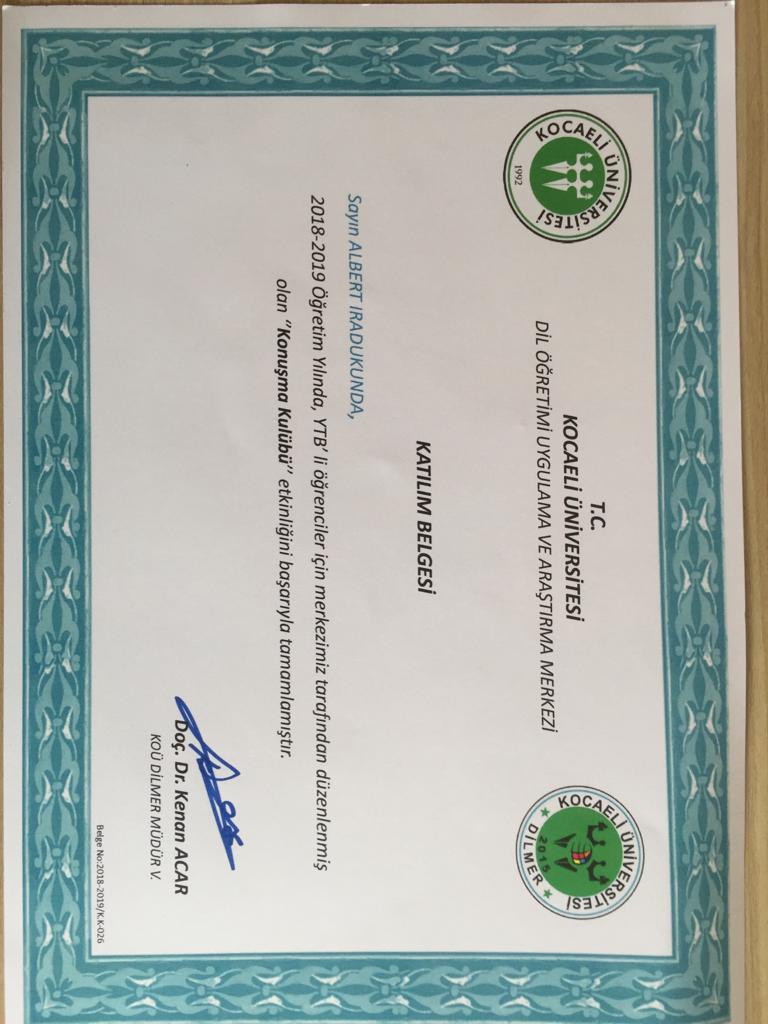 KOCAELİ ÜNİVERSİTESİ
1992
T.C.
KOCAELİ ÜNİVERSİTESİ
DİL ÖĞRETİMİ UYGULAMA VE ARAŞTIRMA MERKEZİ
KOCAELİ ÜNİVERSİTESİ
2015
★ DİLMER ★
KATILIM BELGESİ
Sayın ALBERT IRADUKUNDA,
2018-2019 Öğretim Yılında, YTB' li öğrenciler için merkezimiz tarafından düzenlenmiş
olan "Konuşma Kulübü" etkinliğini başarıyla tamamlamıştır.
Doç. Dr. Kenan ACAR
KOÜ DİLMER MÜDÜR V.
Belge No:2018-2019/K.K-026